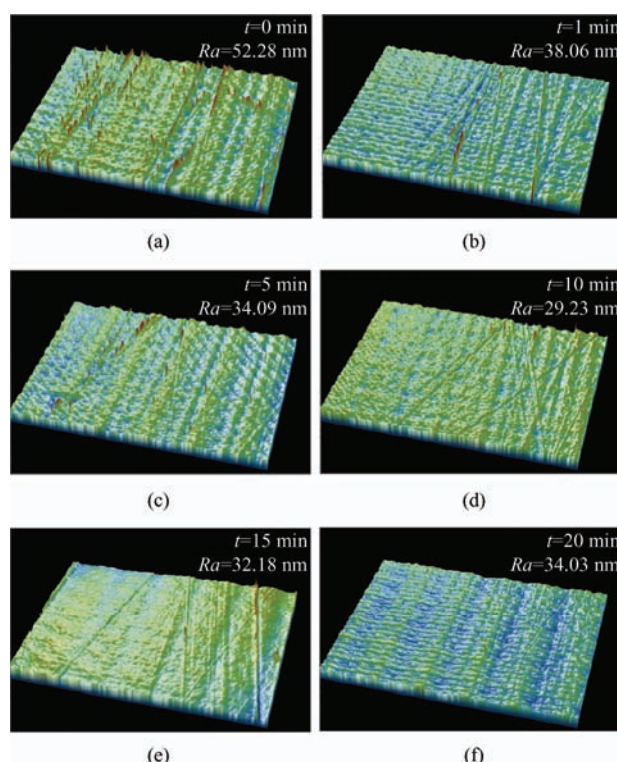 t=0 min
Ra=52.28 nm
t=1 min
Ra=38.06 nm
(a)
(b)
t=5 min
Ra=34.09 nm
t=10 min
Ra=29.23 nm
(c)
(d)
t=15 min
Ra=32.18 nm
t=20 min
Ra=34.03 nm
(e)
(f)